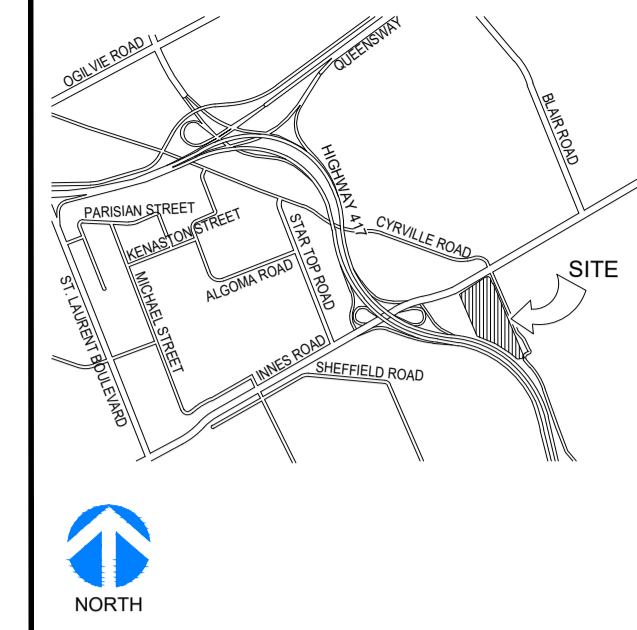 OGILVIE ROAD
QUEENSWAY
BLAIR ROAD
HIGHWAY 417
PARISIAN STREET
KENASTON STREET
CYRVILLE ROAD
STAR TOP ROAD
ALGOMA ROAD
SITE
ST. LAURENT BOULEVARD
MICHAEL STREET
INNES ROAD
SHEFFIELD ROAD
NORTH